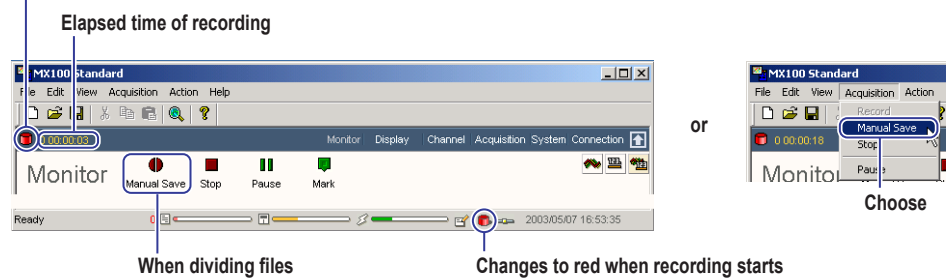 Elapsed time of recording
MX100 Standard
File Edit View Acquisition Action Help
0 00:00:03
Monitor Display Channel Acquisition System Connection
Monitor
Manual Save Stop Pause Mark
Ready
0
2003/05/07 16:53:35
When dividing files
Changes to red when recording starts
or
MX100 Standard
File Edit View Acquisition Action
Record
Manual Save
0 00:00:18
Stop
Pause
Choose